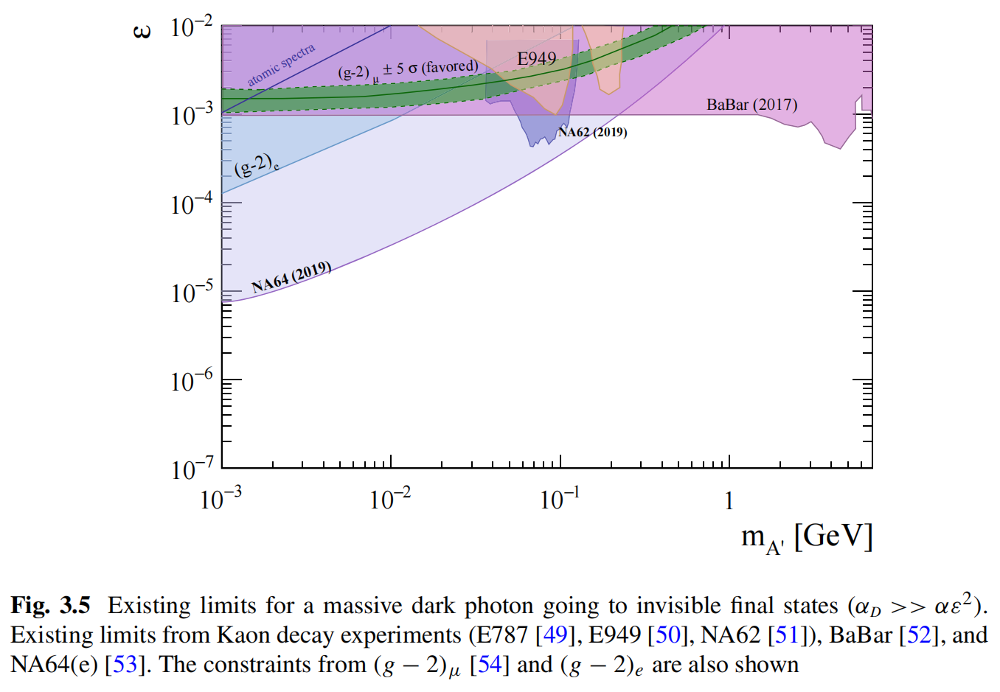 ε
10⁻²
atomic spectra
(g-2) μ ± 5 σ (favored)
E949
10⁻³
BaBar (2017)
NA62 (2019)
(g-2)e
10⁻⁴
NA64 (2019)
10⁻⁵
10⁻⁶
10⁻⁷
10⁻³ 10⁻² 10⁻¹ 1
mA' [GeV]
Fig. 3.5 Existing limits for a massive dark photon going to invisible final states (αD >> αε²).
Existing limits from Kaon decay experiments (E787 [49], E949 [50], NA62 [51]), BaBar [52], and
NA64(e) [53]. The constraints from (g − 2)μ [54] and (g − 2)e are also shown